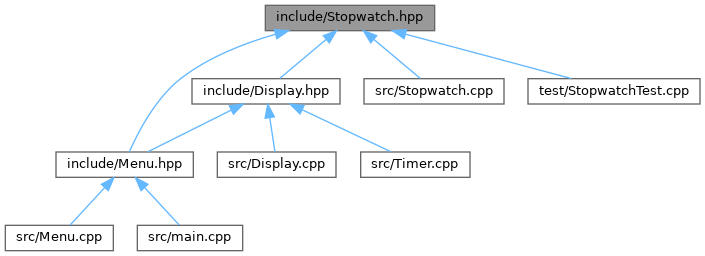 include/Stopwatch.hpp
include/Display.hpp
src/Stopwatch.cpp
test/StopwatchTest.cpp
include/Menu.hpp
src/Display.cpp
src/Timer.cpp
src/Menu.cpp
src/main.cpp